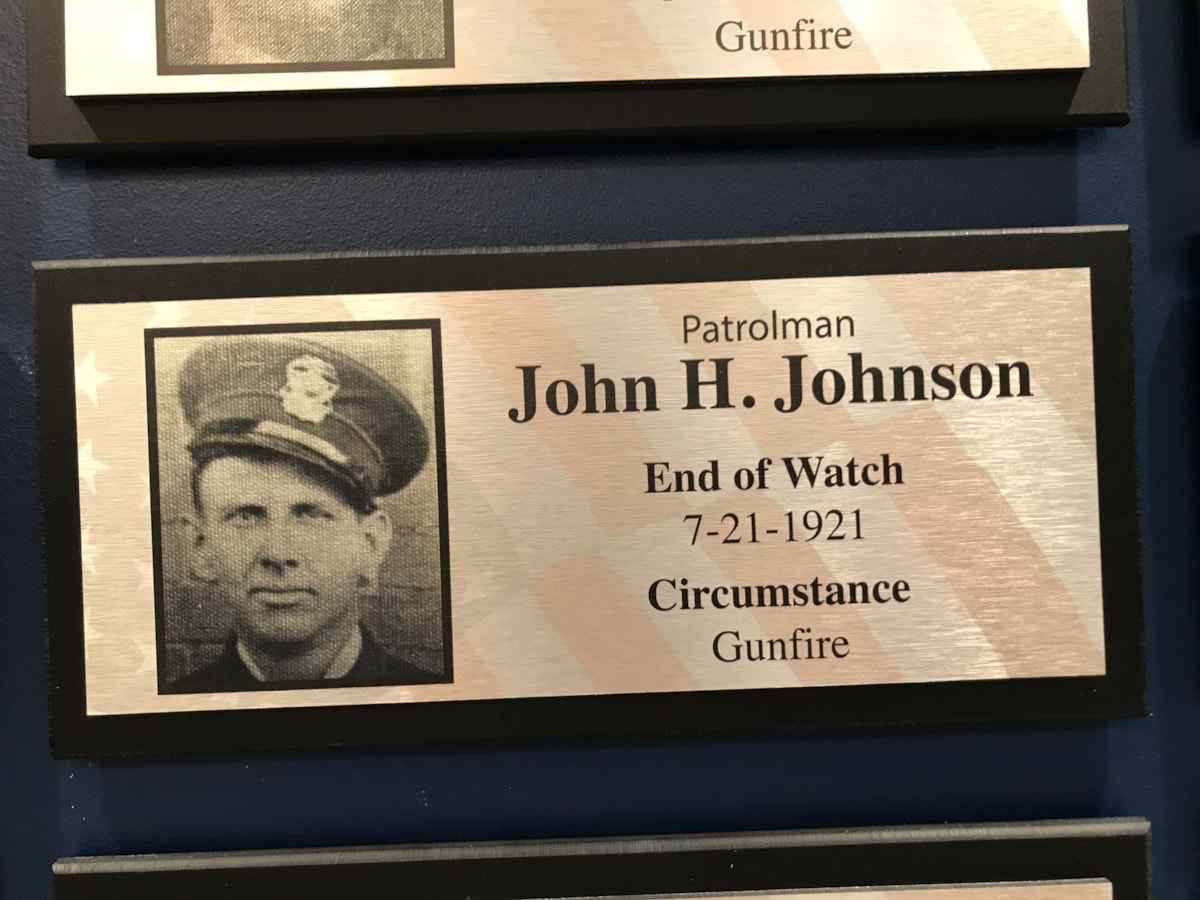 Gunfire
Patrolman
John H. Johnson
End of Watch
7-21-1921
Circumstance
Gunfire